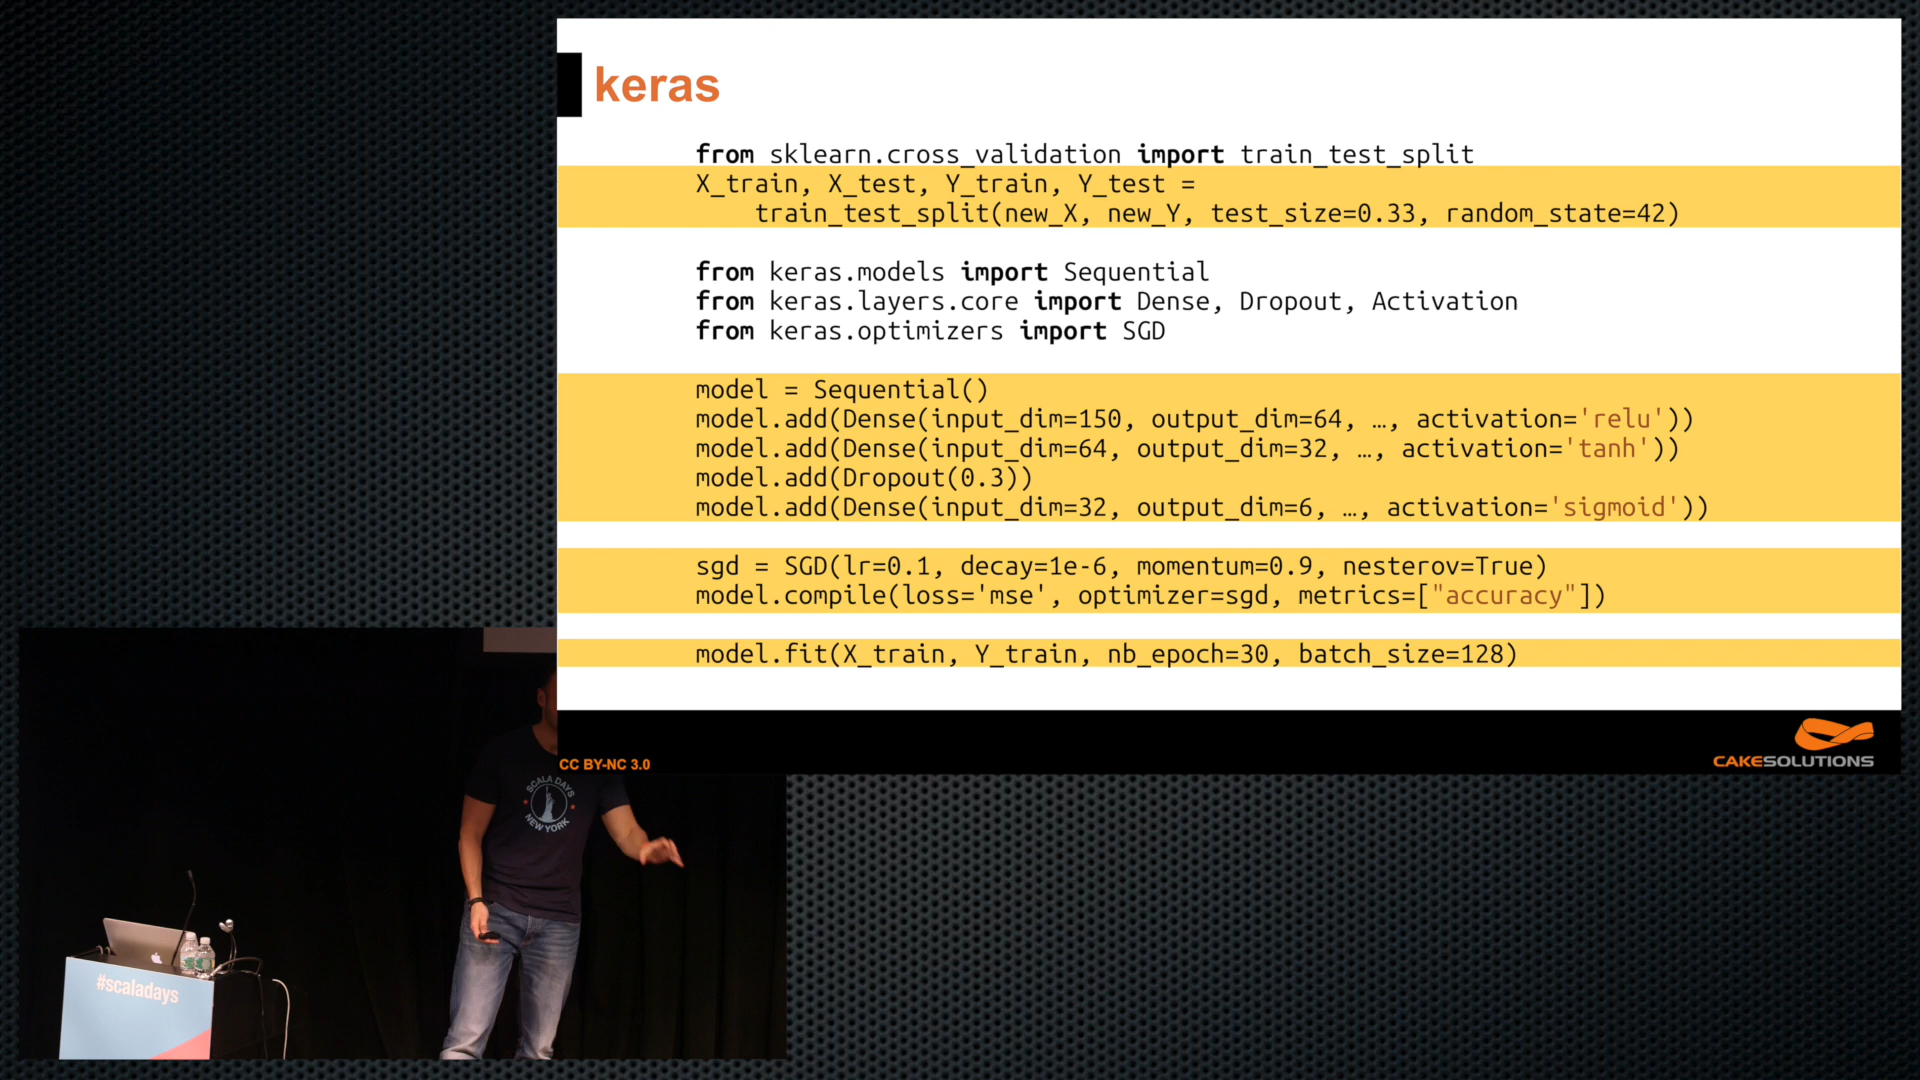 keras
from sklearn.cross_validation import train_test_split
X_train, X_test, Y_train, Y_test =
train_test_split(new_X, new_Y, test_size=0.33, random_state=42)
from keras.models import Sequential
from keras.layers.core import Dense, Dropout, Activation
from keras.optimizers import SGD
model = Sequential()
model.add(Dense(input_dim=150, output_dim=64, …, activation='relu'))
model.add(Dense(input_dim=64, output_dim=32, …, activation='tanh'))
model.add(Dropout(0.3))
model.add(Dense(input_dim=32, output_dim=6, …, activation='sigmoid'))
sgd = SGD(lr=0.1, decay=1e-6, momentum=0.9, nesterov=True)
model.compile(loss='mse', optimizer=sgd, metrics=["accuracy"])
model.fit(X_train, Y_train, nb_epoch=30, batch_size=128)
CC BY-NC 3.0
CAKESOLUTIONS
SCALA DAYS
NEW YORK
#scaladays